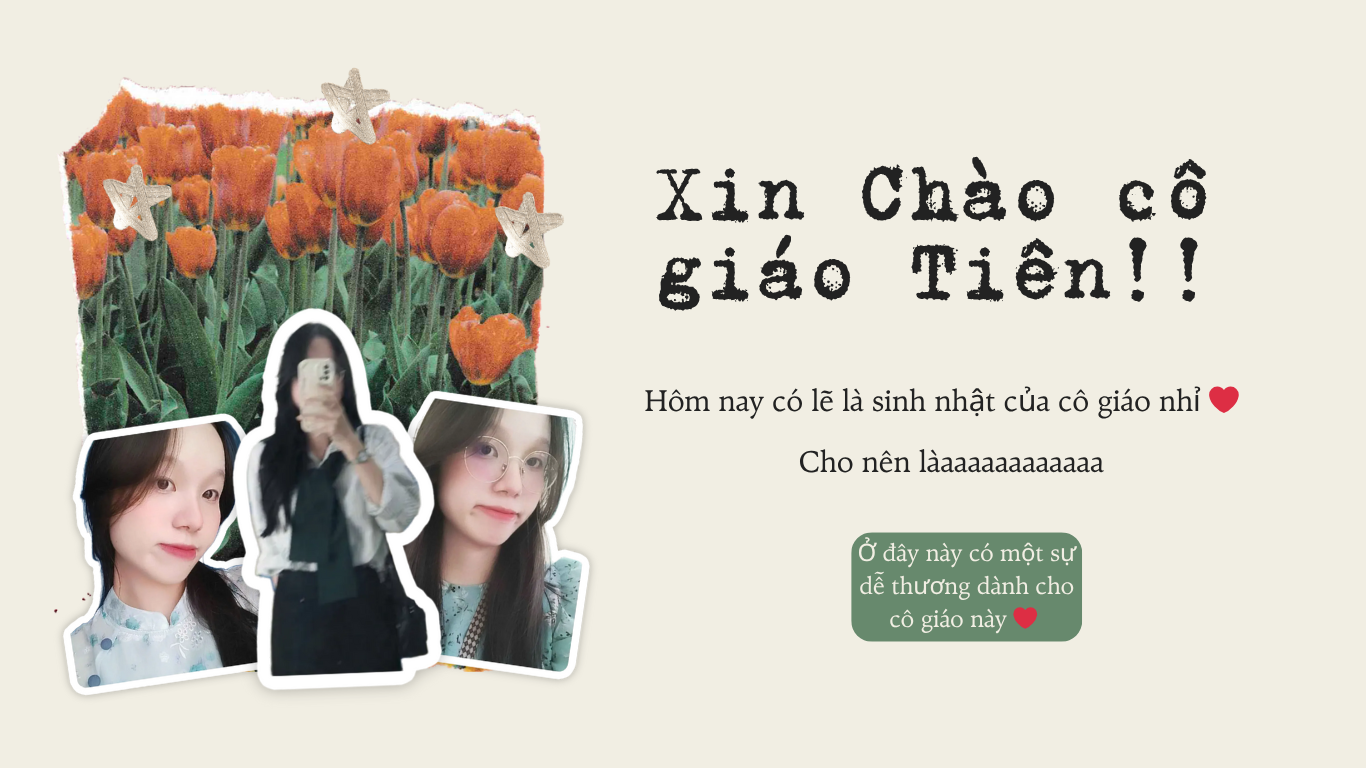 Xin Chào cô
giáo Tiên!!
Hôm nay có lẽ là sinh nhật của cô giáo nhỉ ❤️
Cho nên làaaaaaaaaaaaa
Ở đây này có một sự
dễ thương dành cho
cô giáo này ❤️